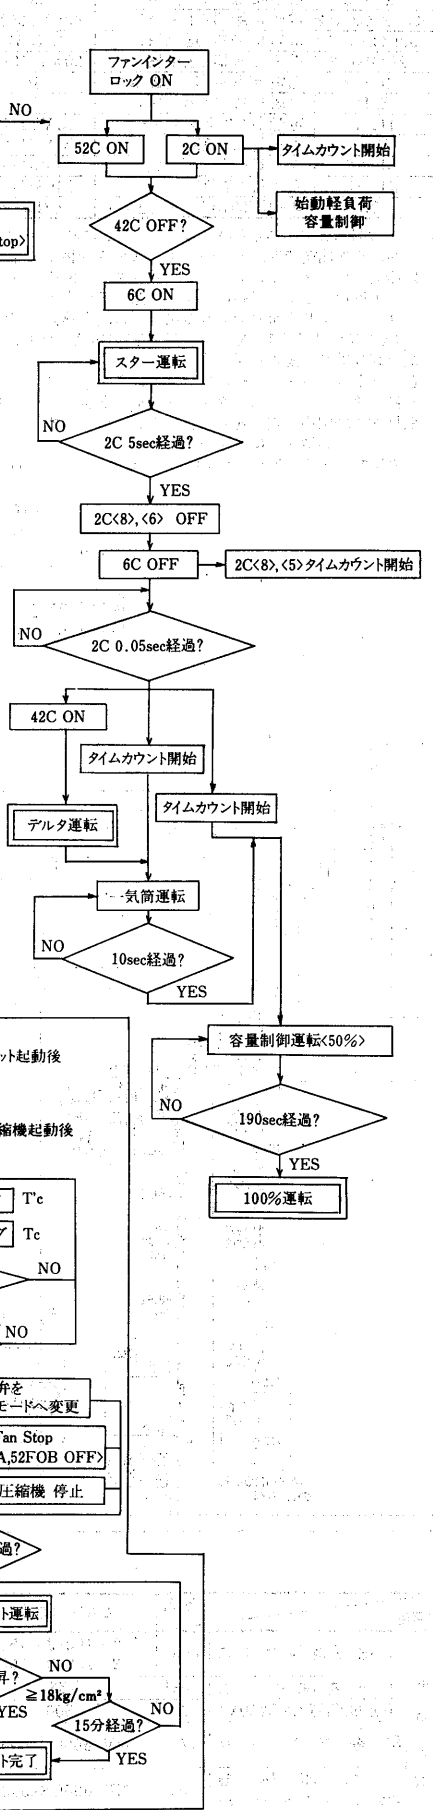 ファンインター
ロック ON
NO
52C ON
2C ON
タイムカウント開始
始動軽負荷
容量制御
42C OFF?
top>
YES
6C ON
スター運転
NO
2C 5sec経過?
YES
2C<8>,<6> OFF
6C OFF
2C<8>,<5>タイムカウント開始
NO
2C 0.05sec経過?
42C ON
タイムカウント開始
タイムカウント開始
デルタ運転
一気筒運転
NO
10sec経過?
YES
容量制御運転<50%>
ット起動後
NO
190sec経過?
縮機起動後
YES
100%運転
T'c
Tc
NO
NO
弁を
モードへ変更
Fan Stop
A,52FOB OFF>
圧縮機 停止
過?
ト運転
NO
昇?
≧18kg/cm²
NO
YES
15分経過?
ト完了
YES